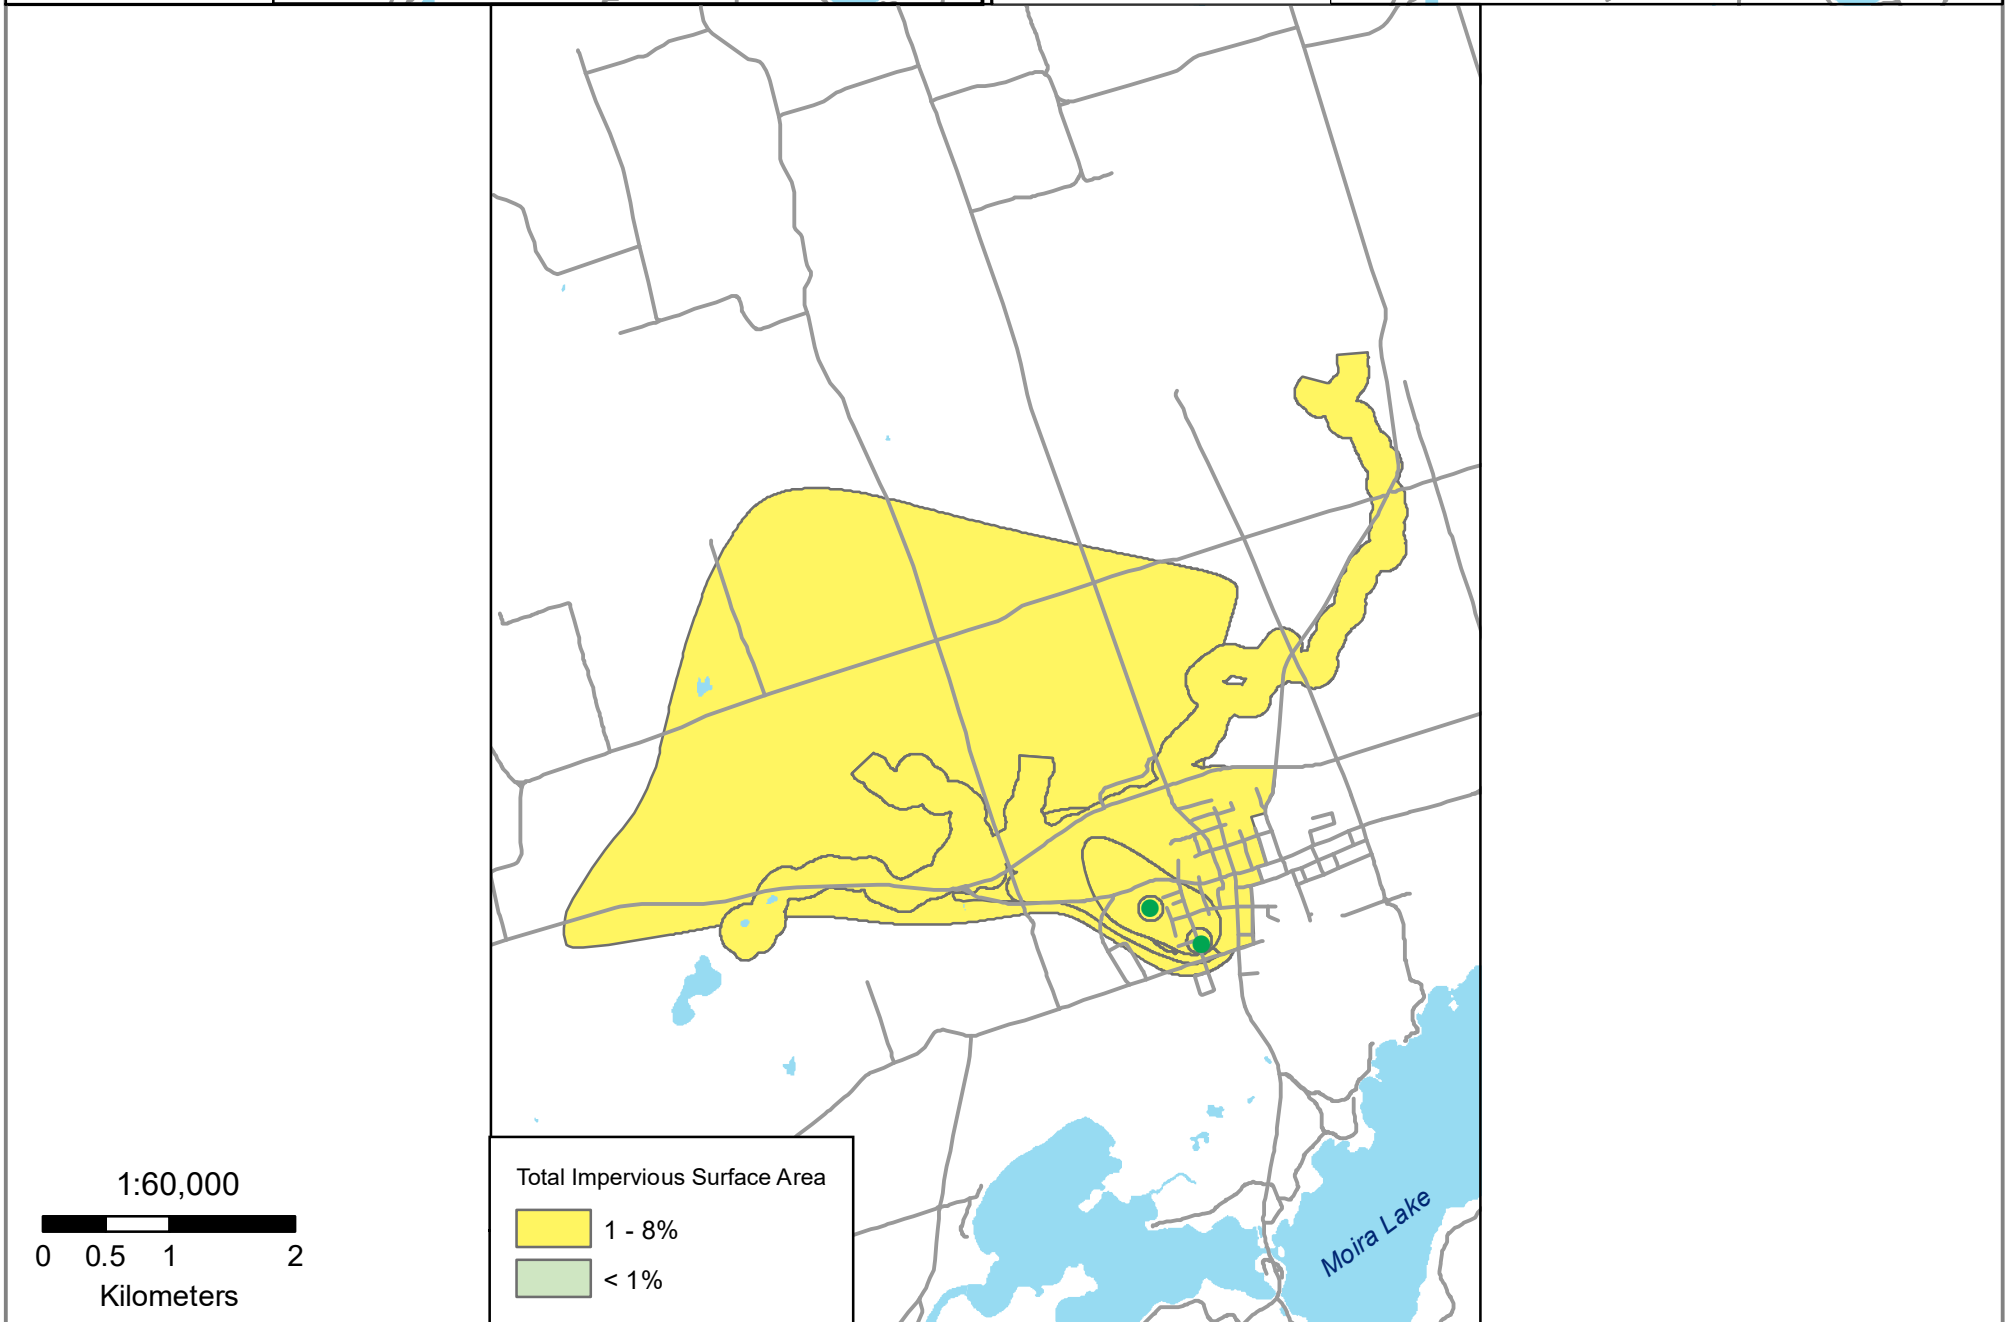 1:60,000
0 0.5 1 2
Kilometers
Total Impervious Surface Area
1 - 8%
< 1%
Moira Lake